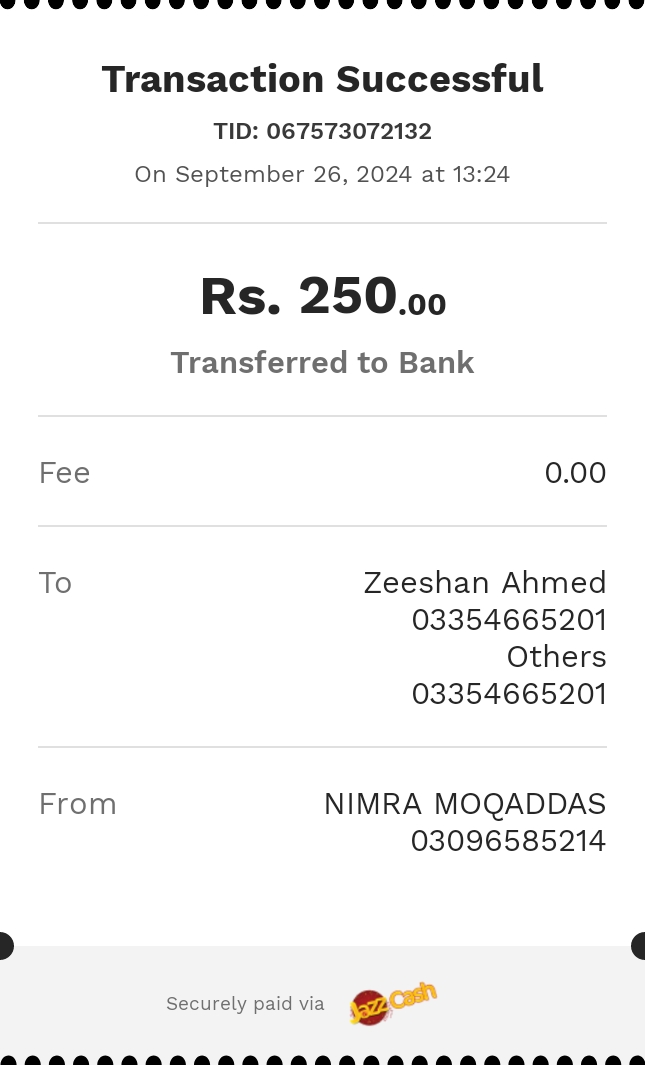 Transaction Successful
TID: 067573072132
On September 26, 2024 at 13:24
Rs. 250.00
Transferred to Bank
Fee 0.00
To Zeeshan Ahmed
03354665201
Others
03354665201
From NIMRA MOQADDAS
03096585214
Securely paid via JazzCash